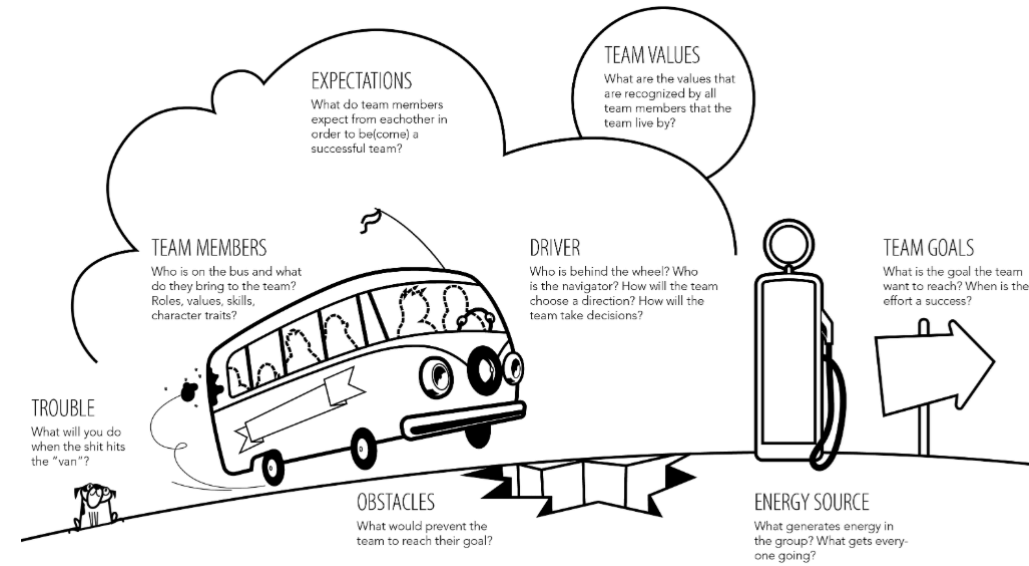 EXPECTATIONS
What do team members
expect from eachother in
order to be(come) a
successful team?
TEAM VALUES
What are the values that
are recognized by all
team members that the
team live by?
TEAM MEMBERS
Who is on the bus and what
do they bring to the team?
Roles, values, skills,
character traits?
DRIVER
Who is behind the wheel? Who
is the navigator? How will the team
choose a direction? How will the
team take decisions?
TEAM GOALS
What is the goal the team
want to reach? When is the
effort a success?
TROUBLE
What will you do
when the shit hits
the “van”?
OBSTACLES
What would prevent the
team to reach their goal?
ENERGY SOURCE
What generates energy in
the group? What gets every-
one going?